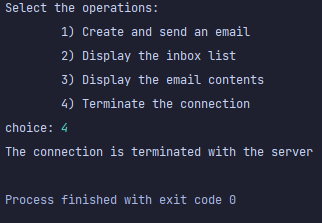 Select the operations:
1) Create and send an email
2) Display the inbox list
3) Display the email contents
4) Terminate the connection
choice: 4
The connection is terminated with the server
Process finished with exit code 0